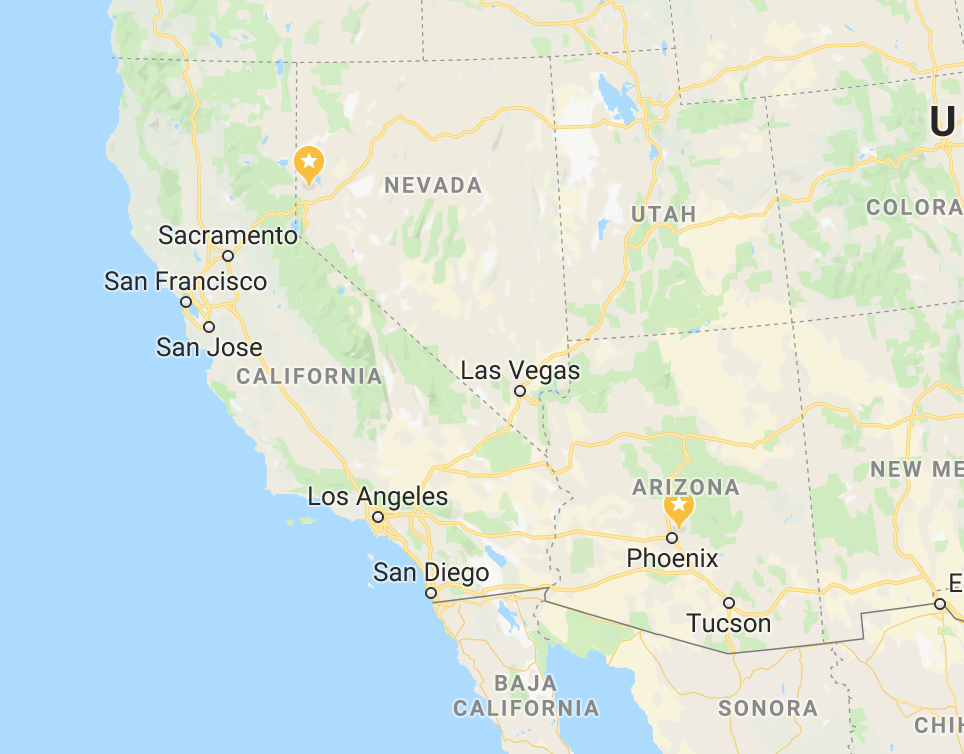 U
NEVADA
COLORA
UTAH
Sacramento
San Francisco
San Jose
CALIFORNIA
Las Vegas
NEW ME
ARIZONA
Los Angeles
Phoenix
San Diego
E
Tucson
BAJA
CALIFORNIA
SONORA
CHIH